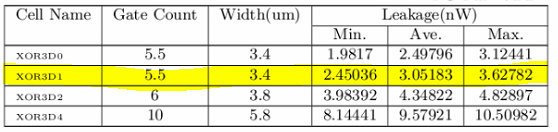 Cell Name Gate Count Width(um) Leakage(nW)
Min. Ave. Max.
XOR3D0 5.5 3.4 1.9817 2.49796 3.12441
XOR3D1 5.5 3.4 2.45036 3.05183 3.62782
XOR3D2 6 3.8 3.98392 4.34822 4.82897
XOR3D4 10 5.8 8.14441 9.57921 10.50982